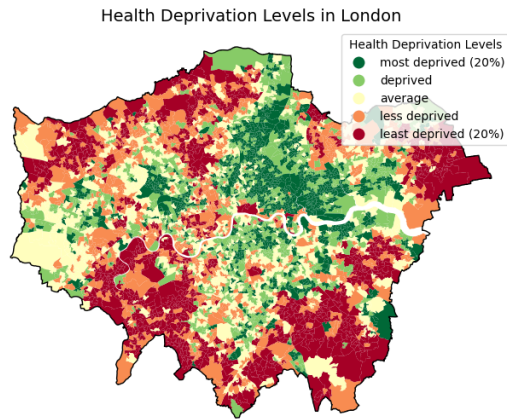 Health Deprivation Levels in London
Health Deprivation Levels
most deprived (20%)
deprived
average
less deprived
least deprived (20%)